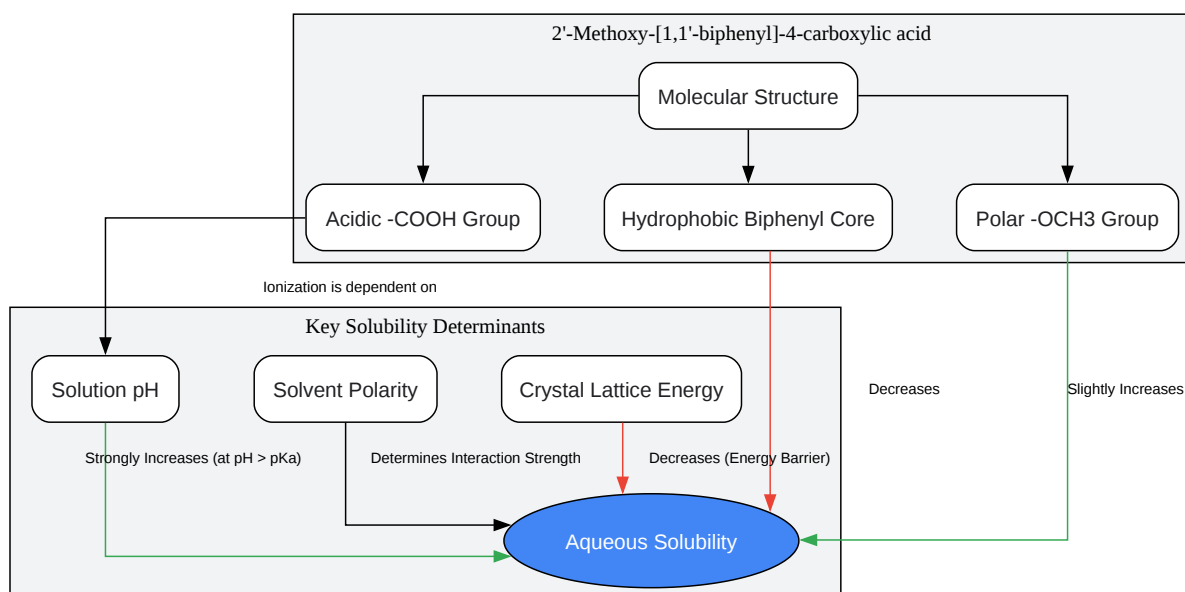 2'-Methoxy-[1,1'-biphenyl]-4-carboxylic acid
Molecular Structure
Acidic -COOH Group
Hydrophobic Biphenyl Core
Polar -OCH3 Group
Ionization is dependent on
Key Solubility Determinants
Solution pH
Solvent Polarity
Crystal Lattice Energy
Decreases
Slightly Increases
Strongly Increases (at pH > pKa)
Determines Interaction Strength
Decreases (Energy Barrier)
Aqueous Solubility